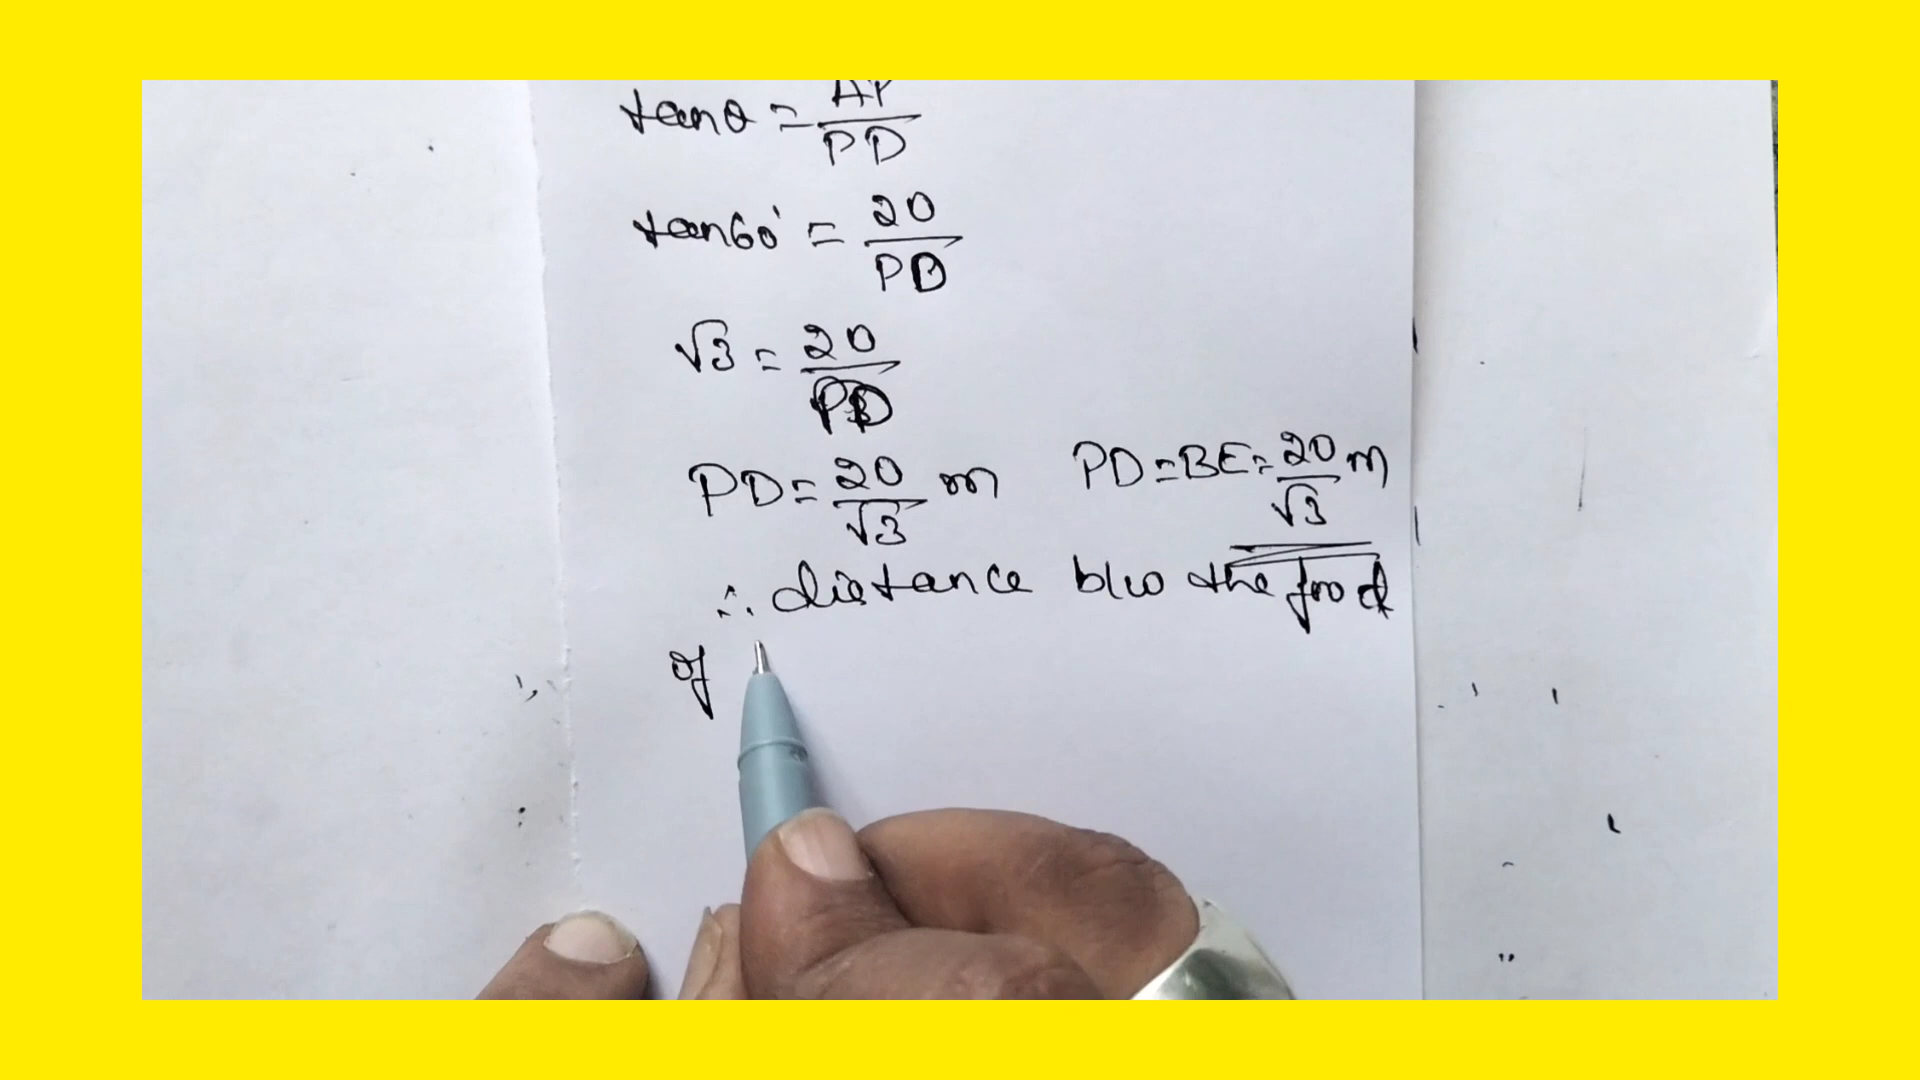 tanθ = AP/PD
tan60° = 20/PD
√3 = 20/PD
PD = 20/√3 m PD = BE = 20/√3 m
∴ distance b/w the foot
of